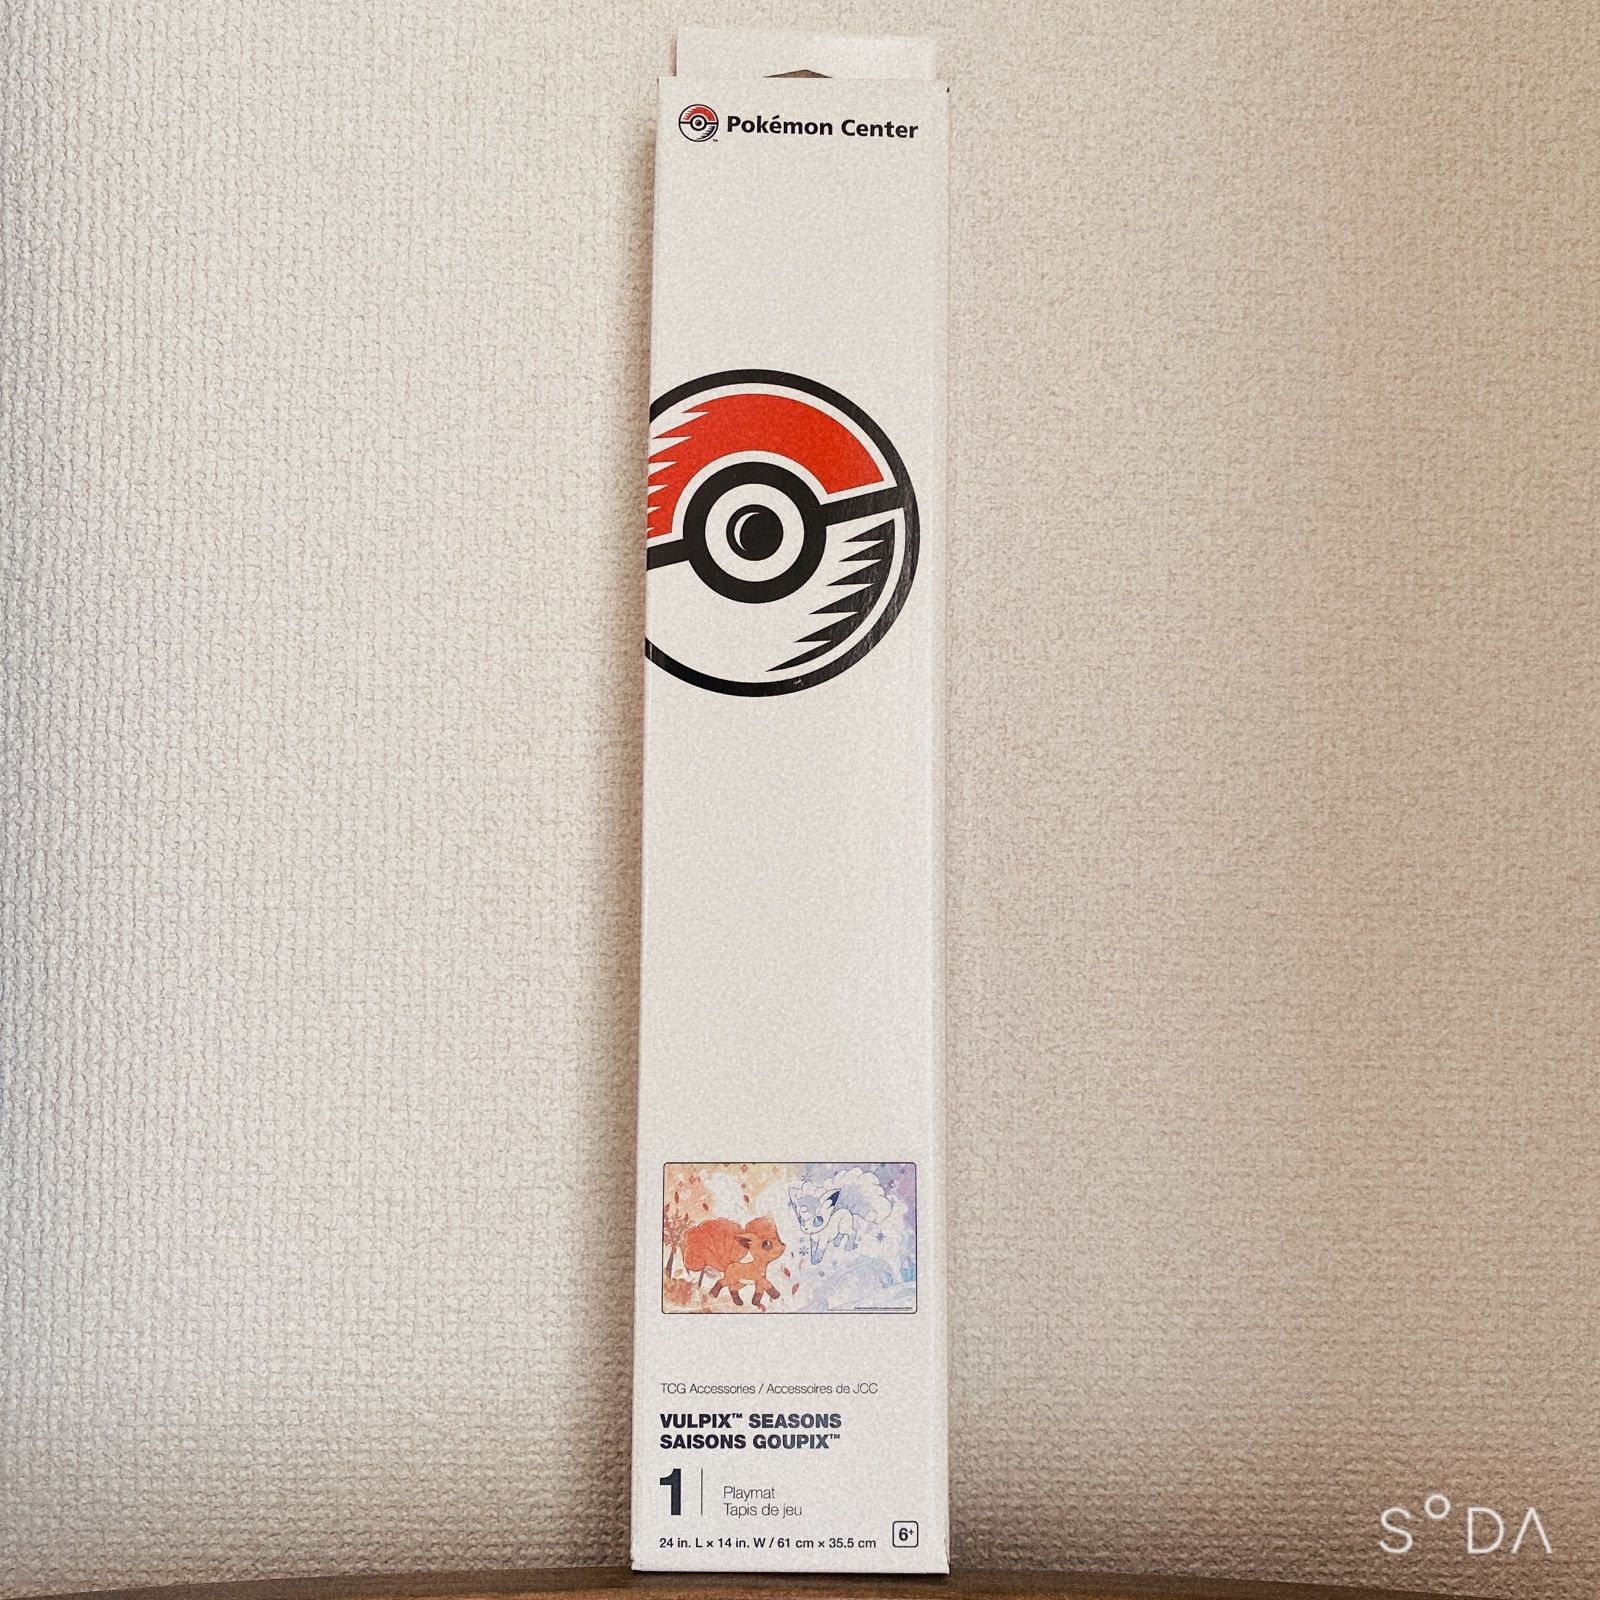 Pokémon Center
TCG Accessories / Accessoires de JCC
VULPIX™ SEASONS
SAISONS GOUPIX™
1
Playmat
Tapis de jeu
24 in. L x 14 in. W / 61 cm x 35.5 cm
6+
SODA